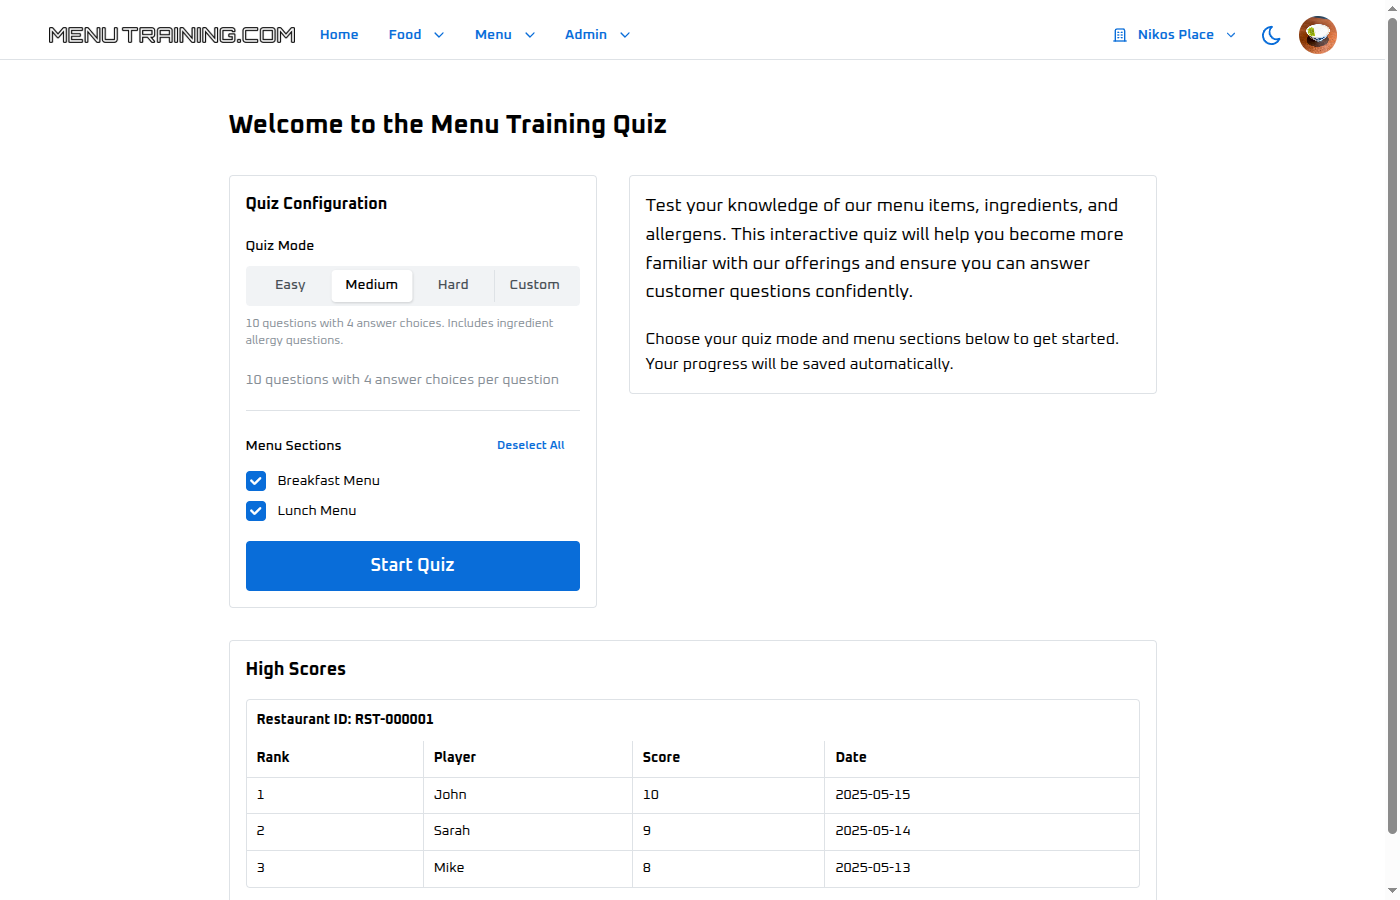 MENU TRAINING.COM Home Food Menu Admin Nikos Place
Welcome to the Menu Training Quiz
Quiz Configuration
Quiz Mode
Easy Medium Hard Custom
10 questions with 4 answer choices. Includes ingredient
allergy questions.
10 questions with 4 answer choices per question
Menu Sections Deselect All
Breakfast Menu
Lunch Menu
Start Quiz
Test your knowledge of our menu items, ingredients, and
allergens. This interactive quiz will help you become more
familiar with our offerings and ensure you can answer
customer questions confidently.
Choose your quiz mode and menu sections below to get started.
Your progress will be saved automatically.
High Scores
Restaurant ID: RST-000001
Rank Player Score Date
1 John 10 2025-05-15
2 Sarah 9 2025-05-14
3 Mike 8 2025-05-13